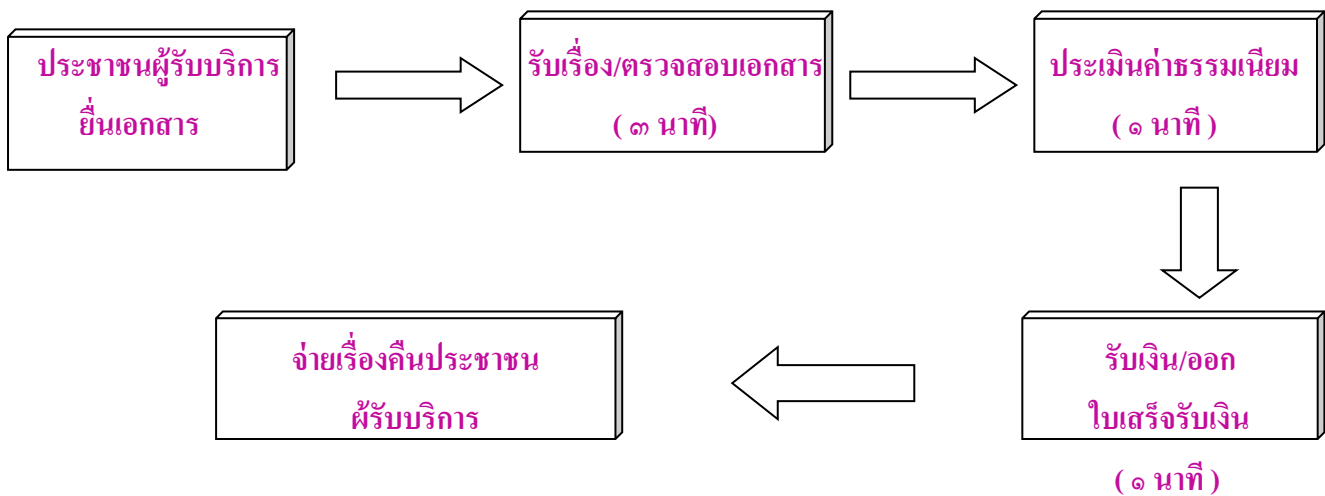 ประชาชนผู้รับบริการ
ยื่นเอกสาร
รับเรื่อง/ตรวจสอบเอกสาร
( ๓ นาที)
ประเมินค่าธรรมเนียม
( ๑ นาที )
รับเงิน/ออก
ใบเสร็จรับเงิน
( ๑ นาที )
จ่ายเรื่องคืนประชาชน
ผู้รับบริการ